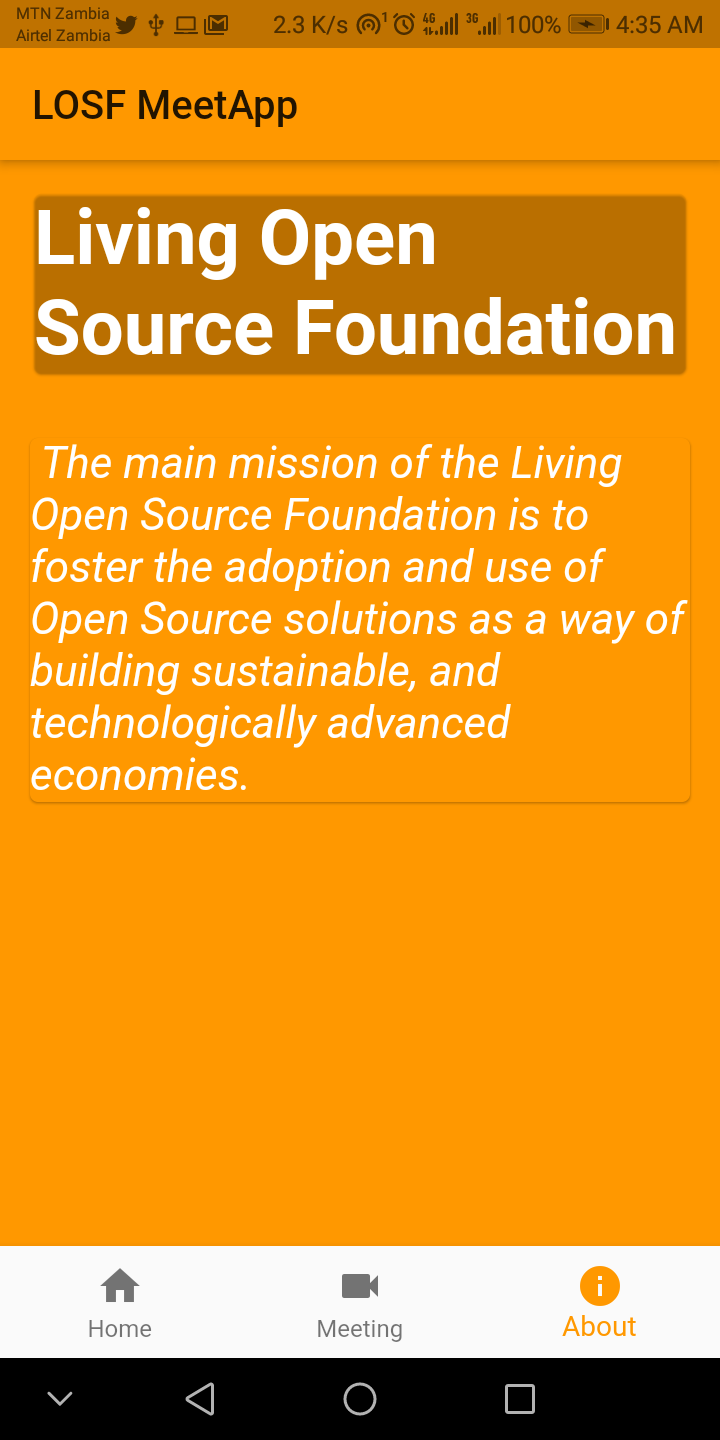 MTN Zambia
Airtel Zambia
2.3 K/s 1 4G 3G 100% 4:35 AM
LOSF MeetApp
Living Open
Source Foundation
The main mission of the Living
Open Source Foundation is to
foster the adoption and use of
Open Source solutions as a way of
building sustainable, and
technologically advanced
economies.
Home Meeting About